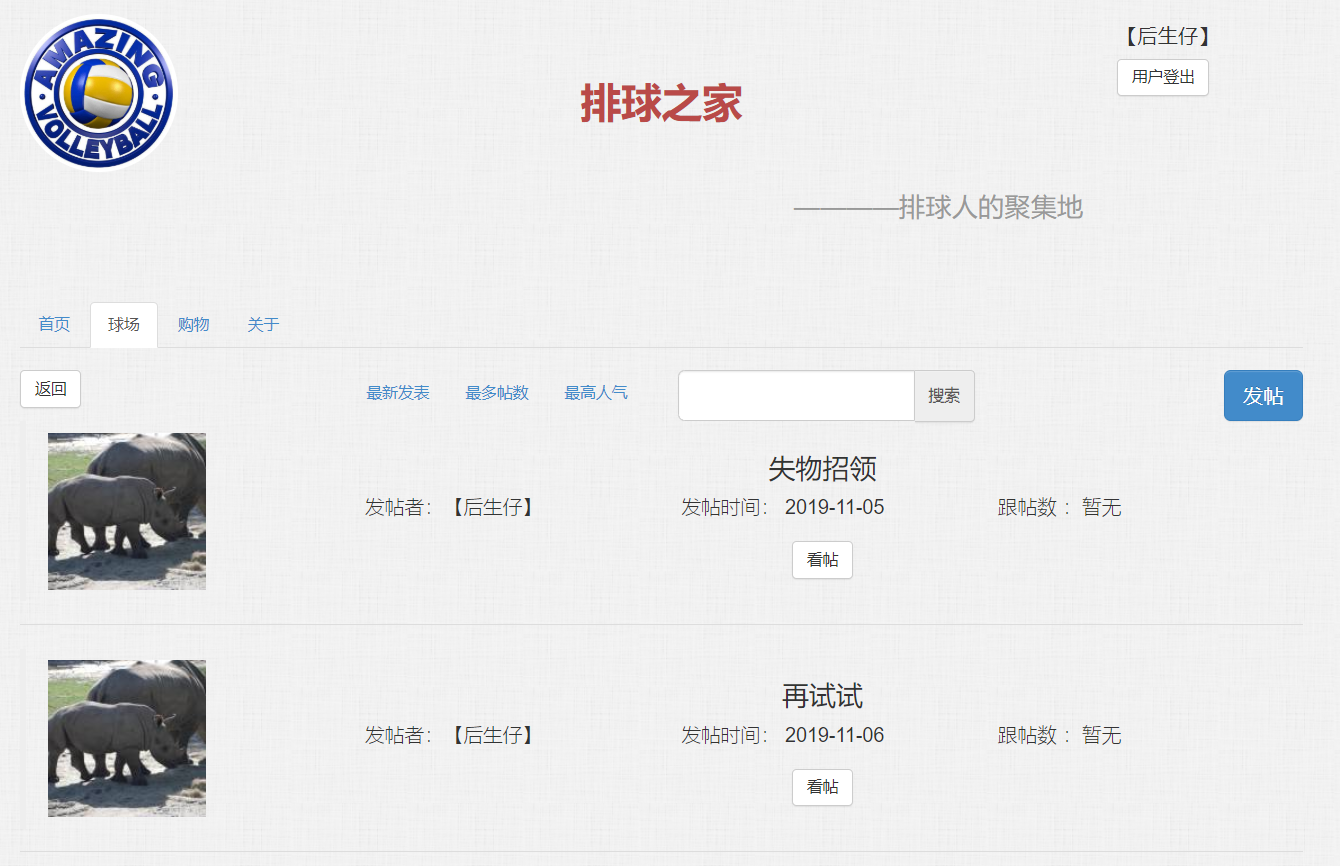 AMAZING
VOLLEYBALL
【后生仔】
用户登出
排球之家
————排球人的聚集地
首页 球场 购物 关于
返回 最新发表 最多帖数 最高人气 搜索 发帖
失物招领
发帖者： 【后生仔】 发帖时间： 2019-11-05 跟帖数 ： 暂无
看帖
再试试
发帖者： 【后生仔】 发帖时间： 2019-11-06 跟帖数 ： 暂无
看帖